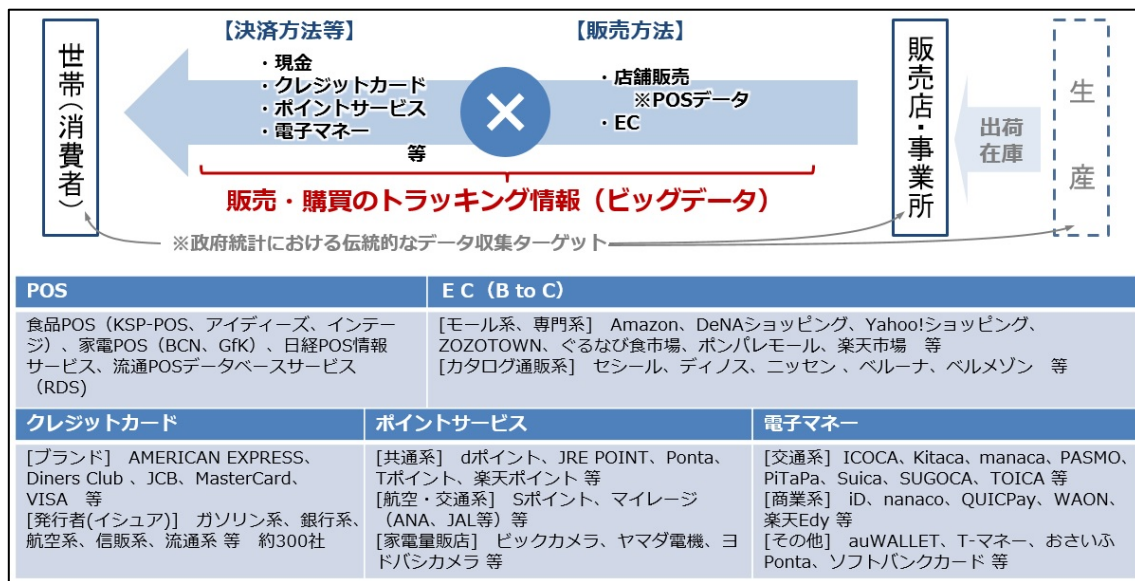 世帯（消費者）
【決済方法等】
・現金
・クレジットカード
・ポイントサービス
・電子マネー
等
×
【販売方法】
・店舗販売
※POSデータ
・EC
販売店・事業所
出荷
在庫
生産
販売・購買のトラッキング情報（ビッグデータ）
※政府統計における伝統的なデータ収集ターゲット
POS
食品POS（KSP-POS、アイディーズ、インテー
ジ）、家電POS（BCN、GfK）、日経POS情報
サービス、流通POSデータベースサービス
（RDS)
ＥＣ（B to C）
[モール系、専門系]　Amazon、DeNAショッピング、Yahoo!ショッピング、
ZOZOTOWN、ぐるなび食市場、ポンパレモール、楽天市場　等
[カタログ通販系]　セシール、ディノス、ニッセン 、ベルーナ、ベルメゾン　等
クレジットカード
[ブランド]　AMERICAN EXPRESS、
Diners Club 、JCB、MasterCard、
VISA　等
[発行者(イシュア)]　ガソリン系、銀行系、
航空系、信販系、流通系 等　約300社
ポイントサービス
[共通系]　dポイント、JRE POINT、Ponta、
Tポイント、楽天ポイント 等
[航空・交通系]　Sポイント、マイレージ
（ANA、JAL等）等
[家電量販店]　ビックカメラ、ヤマダ電機、ヨ
ドバシカメラ 等
電子マネー
[交通系] ICOCA、Kitaca、manaca、PASMO、
PiTaPa、Suica、SUGOCA、TOICA 等
[商業系]　iD、nanaco、QUICPay、WAON、
楽天Edy 等
[その他]　auWALLET、T-マネー、おさいふ
Ponta、ソフトバンクカード 等